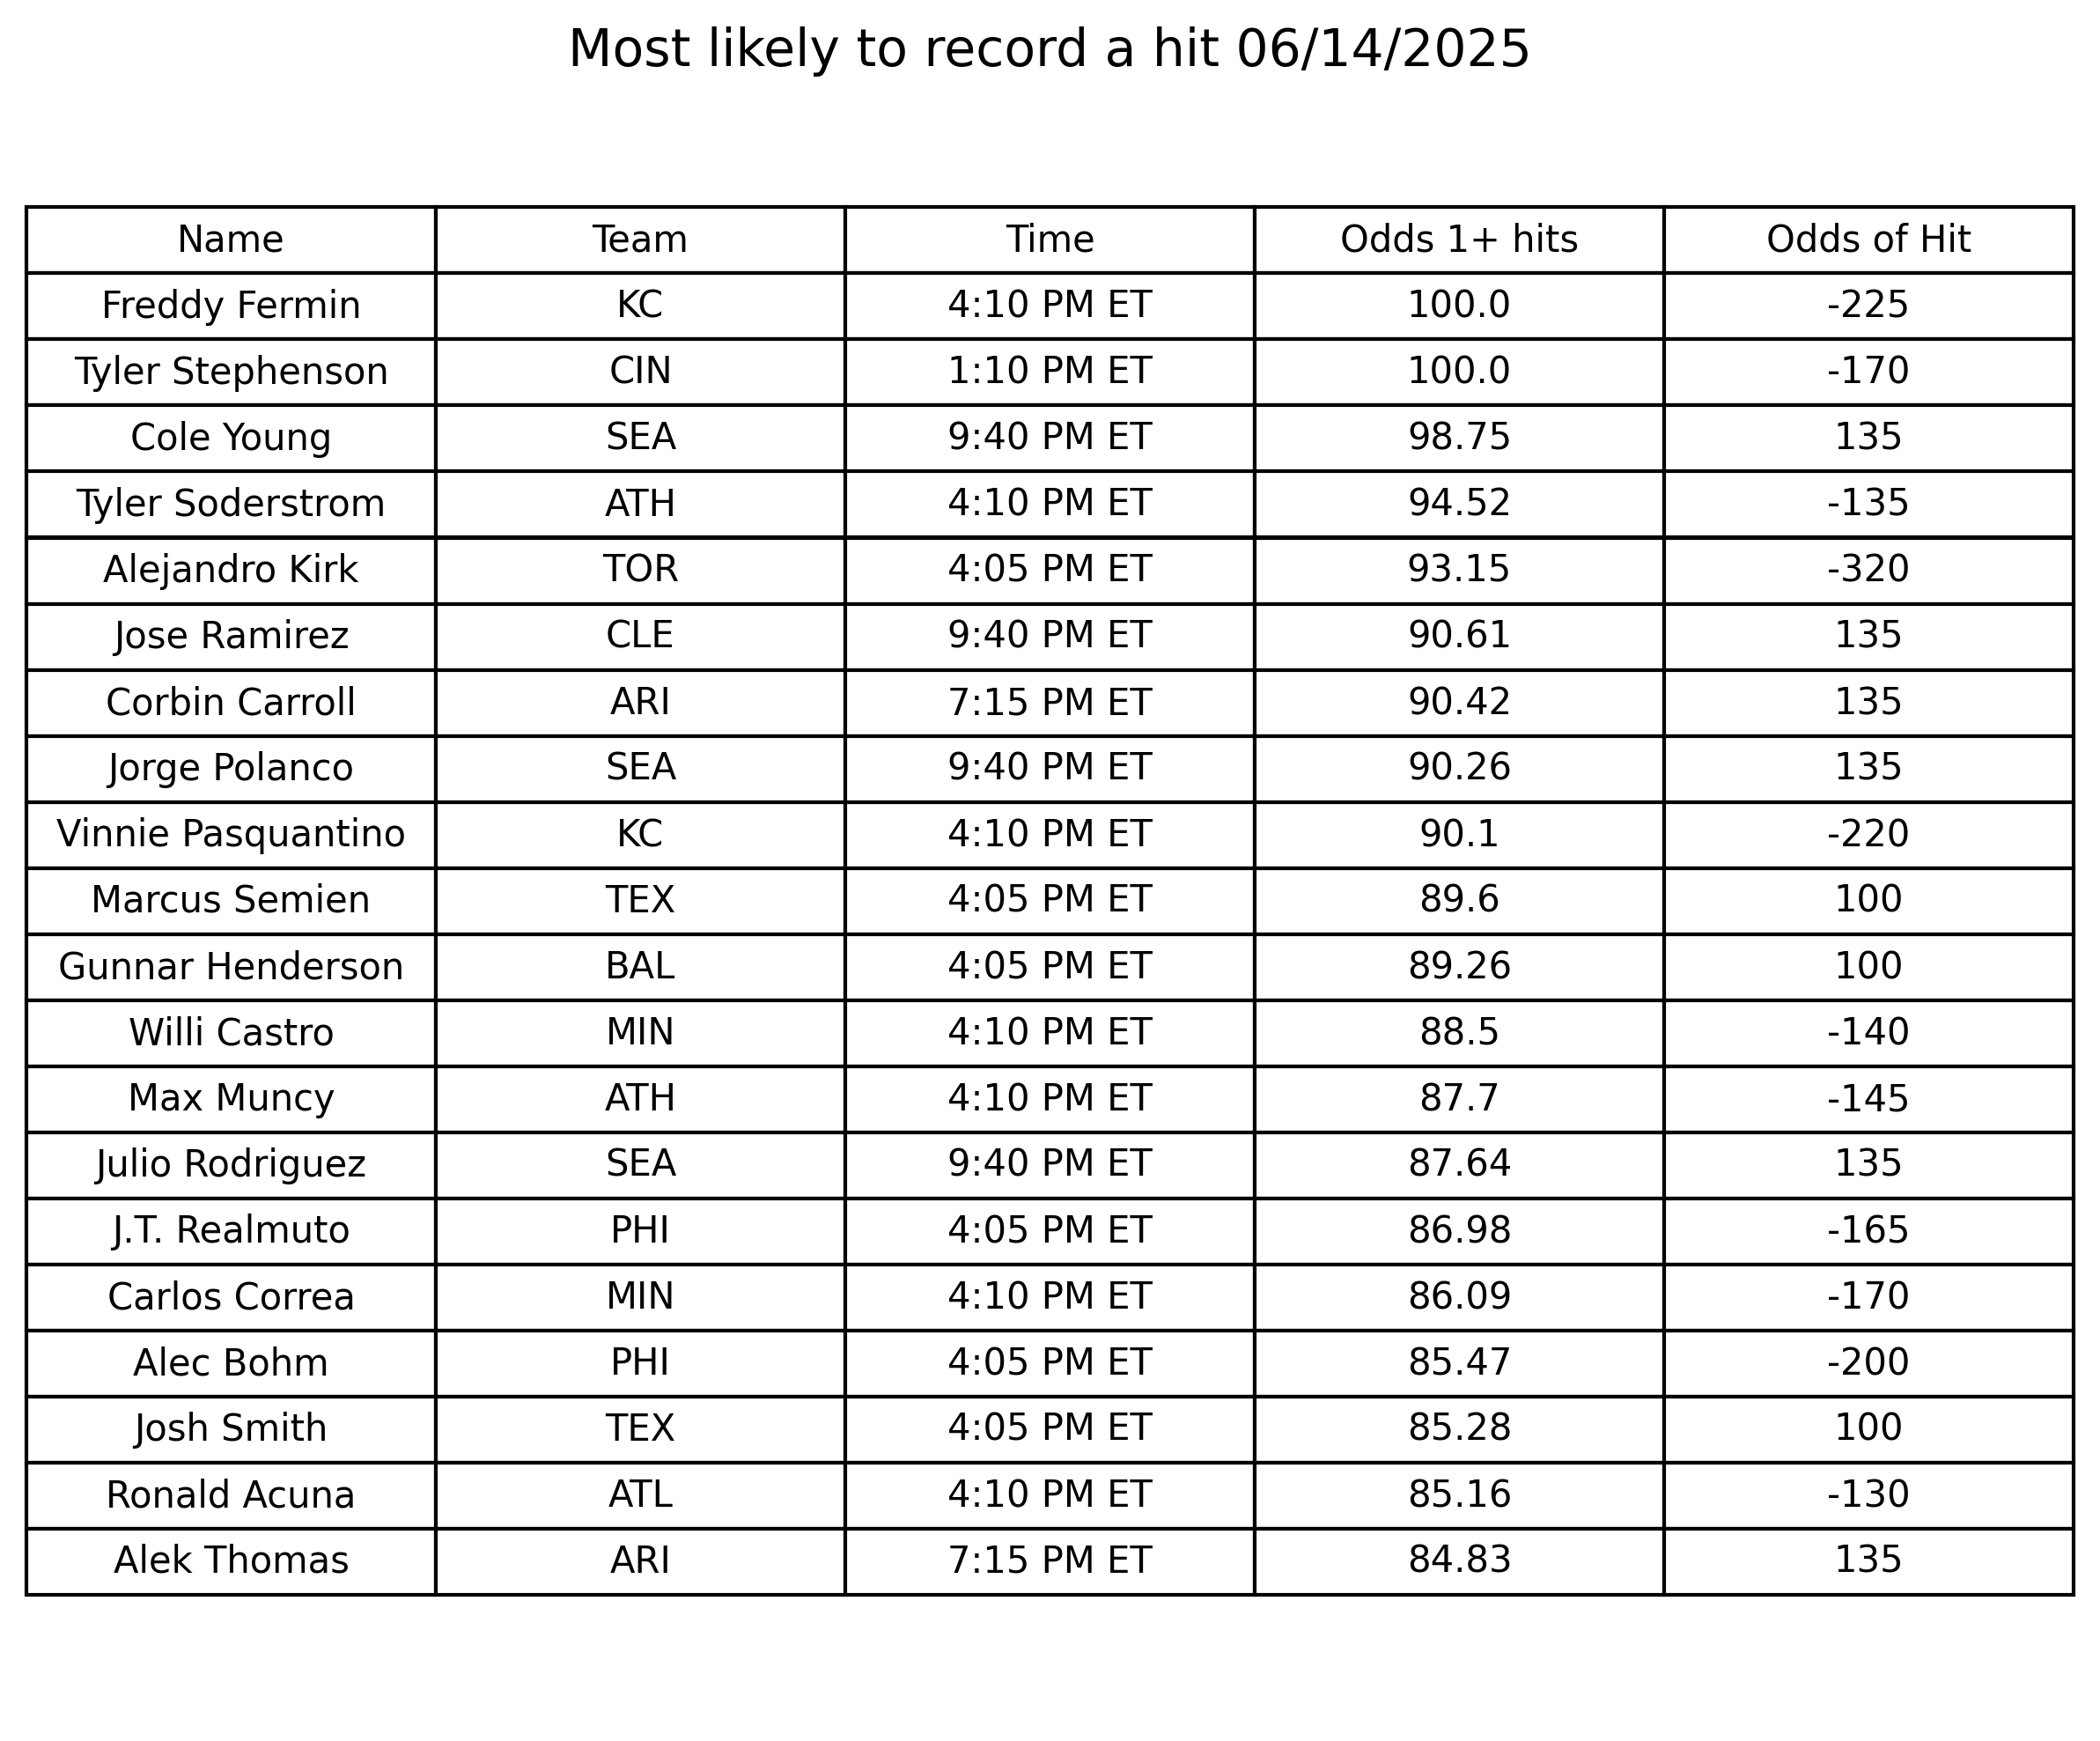 Most likely to record a hit 06/14/2025
Name Team Time Odds 1+ hits Odds of Hit
Freddy Fermin KC 4:10 PM ET 100.0 -225
Tyler Stephenson CIN 1:10 PM ET 100.0 -170
Cole Young SEA 9:40 PM ET 98.75 135
Tyler Soderstrom ATH 4:10 PM ET 94.52 -135
Alejandro Kirk TOR 4:05 PM ET 93.15 -320
Jose Ramirez CLE 9:40 PM ET 90.61 135
Corbin Carroll ARI 7:15 PM ET 90.42 135
Jorge Polanco SEA 9:40 PM ET 90.26 135
Vinnie Pasquantino KC 4:10 PM ET 90.1 -220
Marcus Semien TEX 4:05 PM ET 89.6 100
Gunnar Henderson BAL 4:05 PM ET 89.26 100
Willi Castro MIN 4:10 PM ET 88.5 -140
Max Muncy ATH 4:10 PM ET 87.7 -145
Julio Rodriguez SEA 9:40 PM ET 87.64 135
J.T. Realmuto PHI 4:05 PM ET 86.98 -165
Carlos Correa MIN 4:10 PM ET 86.09 -170
Alec Bohm PHI 4:05 PM ET 85.47 -200
Josh Smith TEX 4:05 PM ET 85.28 100
Ronald Acuna ATL 4:10 PM ET 85.16 -130
Alek Thomas ARI 7:15 PM ET 84.83 135